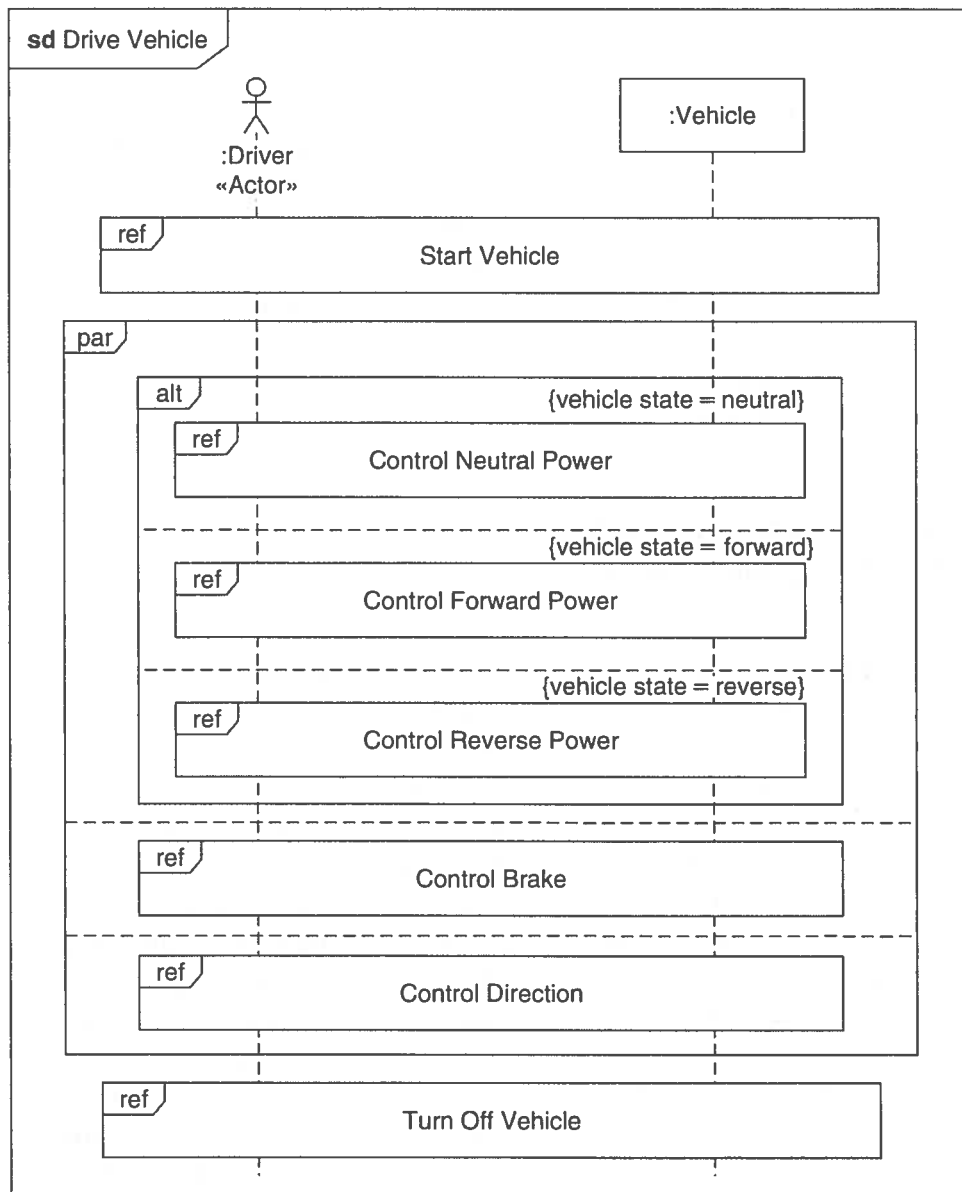 sd Drive Vehicle
:Driver
«Actor»
:Vehicle
ref
Start Vehicle
par
alt
{vehicle state = neutral}
ref
Control Neutral Power
{vehicle state = forward}
ref
Control Forward Power
{vehicle state = reverse}
ref
Control Reverse Power
ref
Control Brake
ref
Control Direction
ref
Turn Off Vehicle